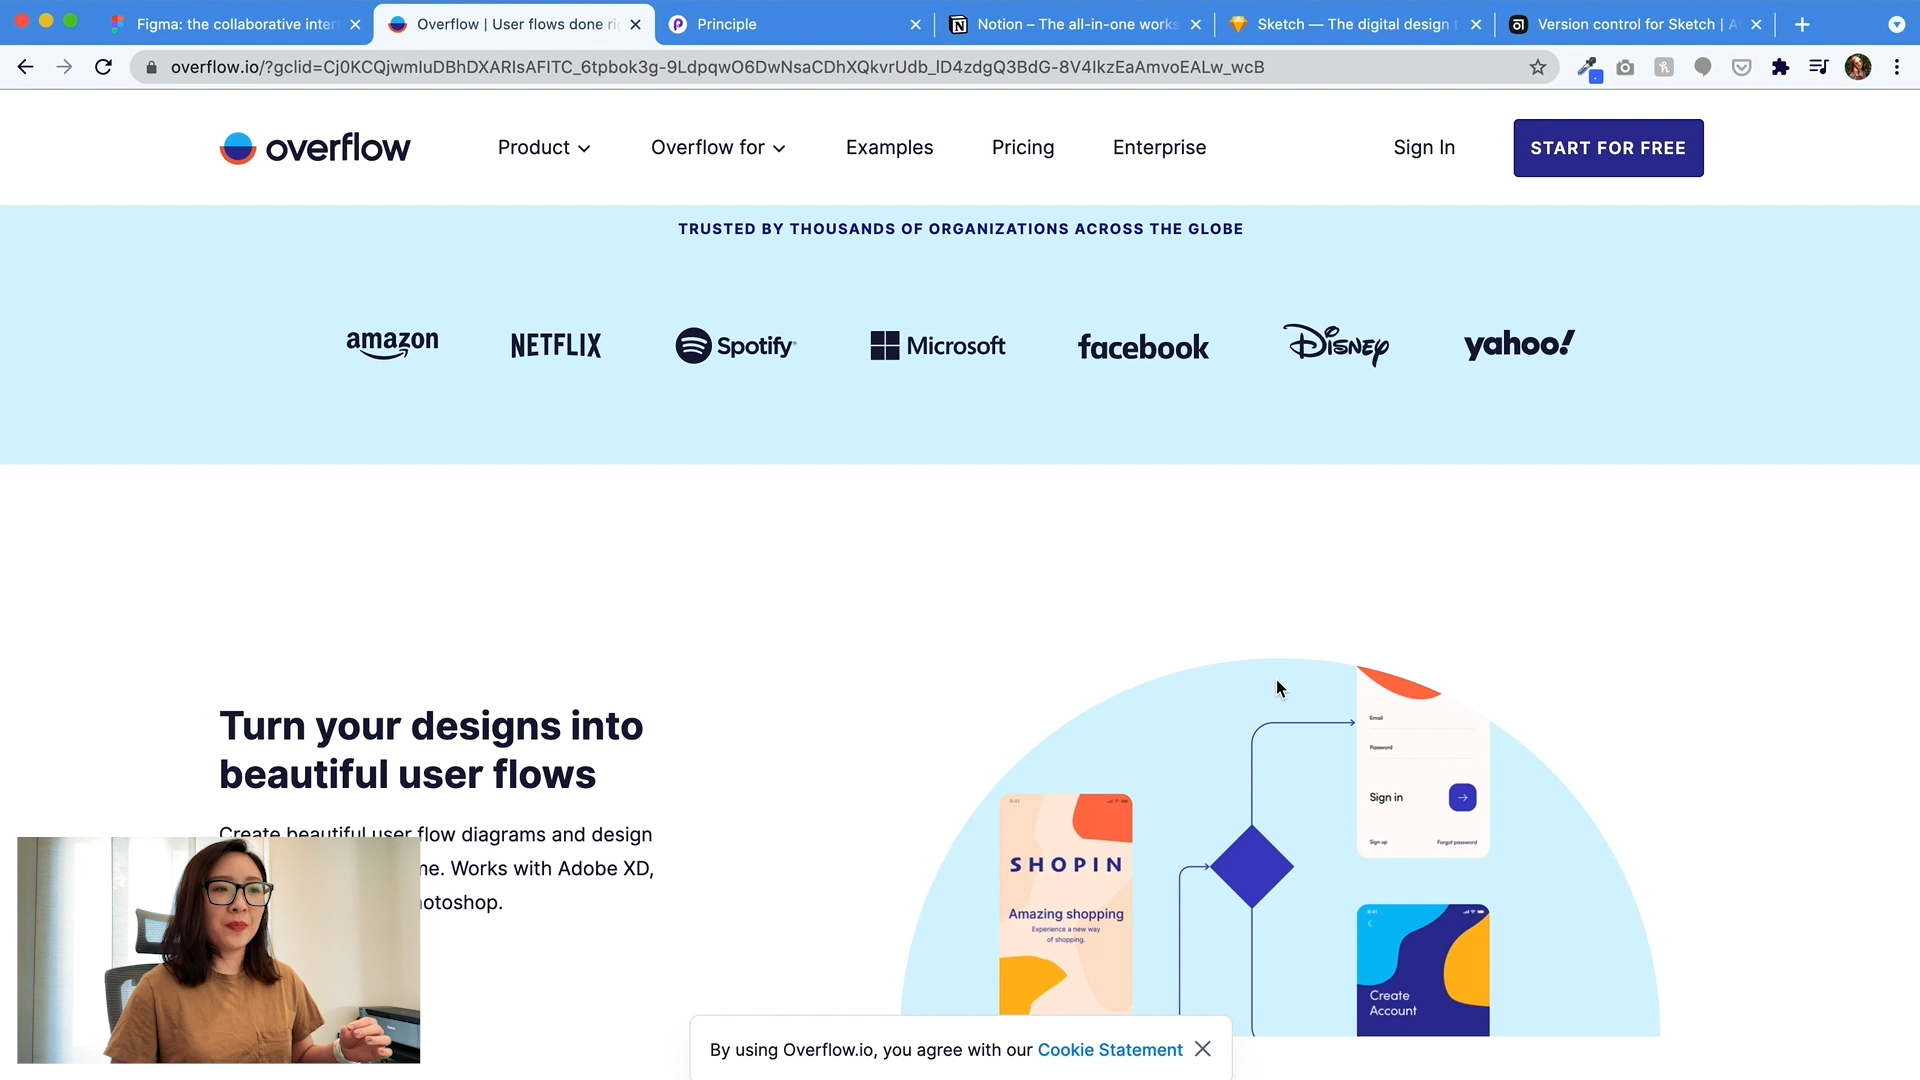 Figma: the collaborative inter
Overflow | User flows done ri
Principle
Notion – The all-in-one works
Sketch — The digital design t
Version control for Sketch | A
overflow.io/?gclid=Cj0KCQjwmIuDBhDXARIsAFITC_6tpbok3g-9LdpqwO6DwNsaCDhXQkvrUdb_lD4zdgQ3BdG-8V4IkzEaAmvoEALw_wcB
overflow
Product
Overflow for
Examples
Pricing
Enterprise
Sign In
START FOR FREE
TRUSTED BY THOUSANDS OF ORGANIZATIONS ACROSS THE GLOBE
amazon
NETFLIX
Spotify
Microsoft
facebook
Disney
yahoo!
Turn your designs into
beautiful user flows
Create beautiful user flow diagrams and design
me. Works with Adobe XD,
otoshop.
9:41
SHOPIN
Amazing shopping
Experience a new way
of shopping.
Email
Password
Sign in
Sign up
Forgot password
9:41
Create
Account
By using Overflow.io, you agree with our Cookie Statement